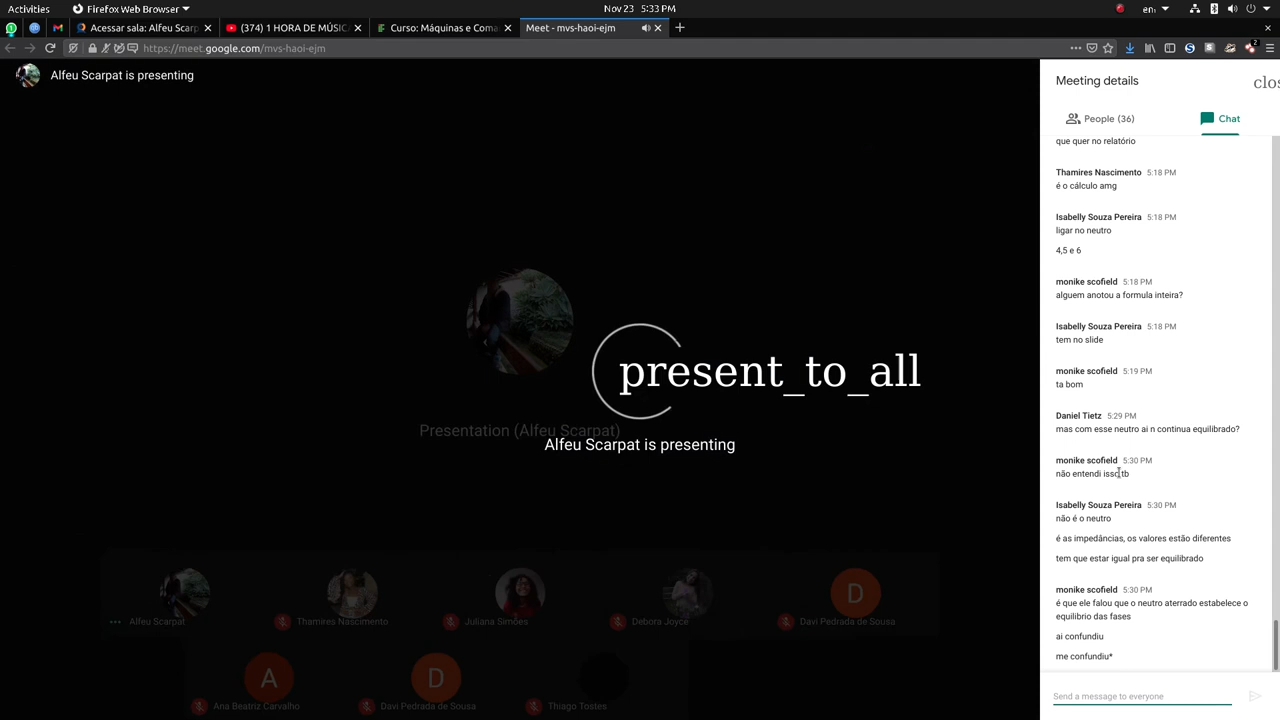 Activities
Firefox Web Browser
Nov 23 5:33 PM
en
Acessar sala: Alfeu Scarp
(374) 1 HORA DE MÚSIC
Curso: Máquinas e Coma
Meet - mvs-haoi-ejm
https://meet.google.com/mvs-haoi-ejm
2
Alfeu Scarpat is presenting
present_to_all
Presentation (Alfeu Scarpat)
Alfeu Scarpat is presenting
Alfeu Scarpat
Thamires Nascimento
Juliana Simões
Debora Joyce
D
Davi Pedrada de Sousa
A
Ana Beatriz Carvalho
D
Davi Pedrada de Sousa
Thiago Tostes
Meeting details
clos
People (36)
Chat
que quer no relatório
Thamires Nascimento 5:18 PM
é o cálculo amg
Isabelly Souza Pereira 5:18 PM
ligar no neutro
4,5 e 6
monike scofield 5:18 PM
alguem anotou a formula inteira?
Isabelly Souza Pereira 5:18 PM
tem no slide
monike scofield 5:19 PM
ta bom
Daniel Tietz 5:29 PM
mas com esse neutro ai n continua equilibrado?
monike scofield 5:30 PM
não entendi isso tb
Isabelly Souza Pereira 5:30 PM
não é o neutro
é as impedâncias, os valores estão diferentes
tem que estar igual pra ser equilibrado
monike scofield 5:30 PM
é que ele falou que o neutro aterrado estabelece o
equilibrio das fases
ai confundiu
me confundiu*
Send a message to everyone